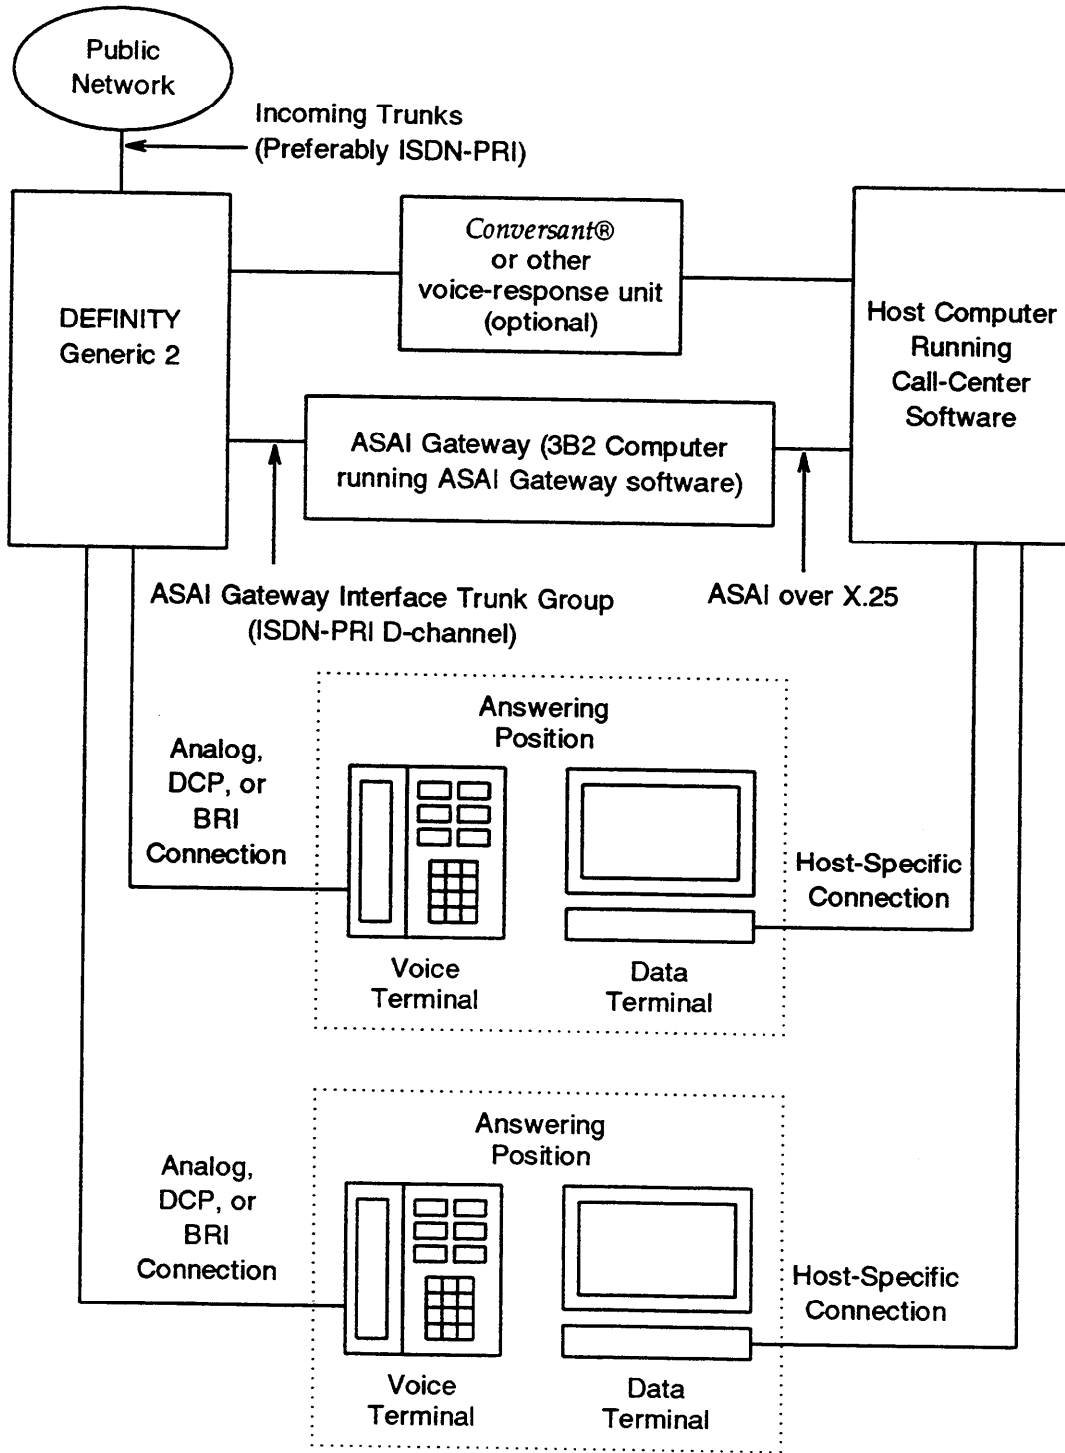 Public
Network
Incoming Trunks
(Preferably ISDN-PRI)
DEFINITY
Generic 2
Conversant®
or other
voice-response unit
(optional)
Host Computer
Running
Call-Center
Software
ASAI Gateway (3B2 Computer
running ASAI Gateway software)
ASAI Gateway Interface Trunk Group
(ISDN-PRI D-channel)
ASAI over X.25
Answering
Position
Analog,
DCP, or
BRI
Connection
Host-Specific
Connection
Voice
Terminal
Data
Terminal
Answering
Position
Analog,
DCP, or
BRI
Connection
Host-Specific
Connection
Voice
Terminal
Data
Terminal